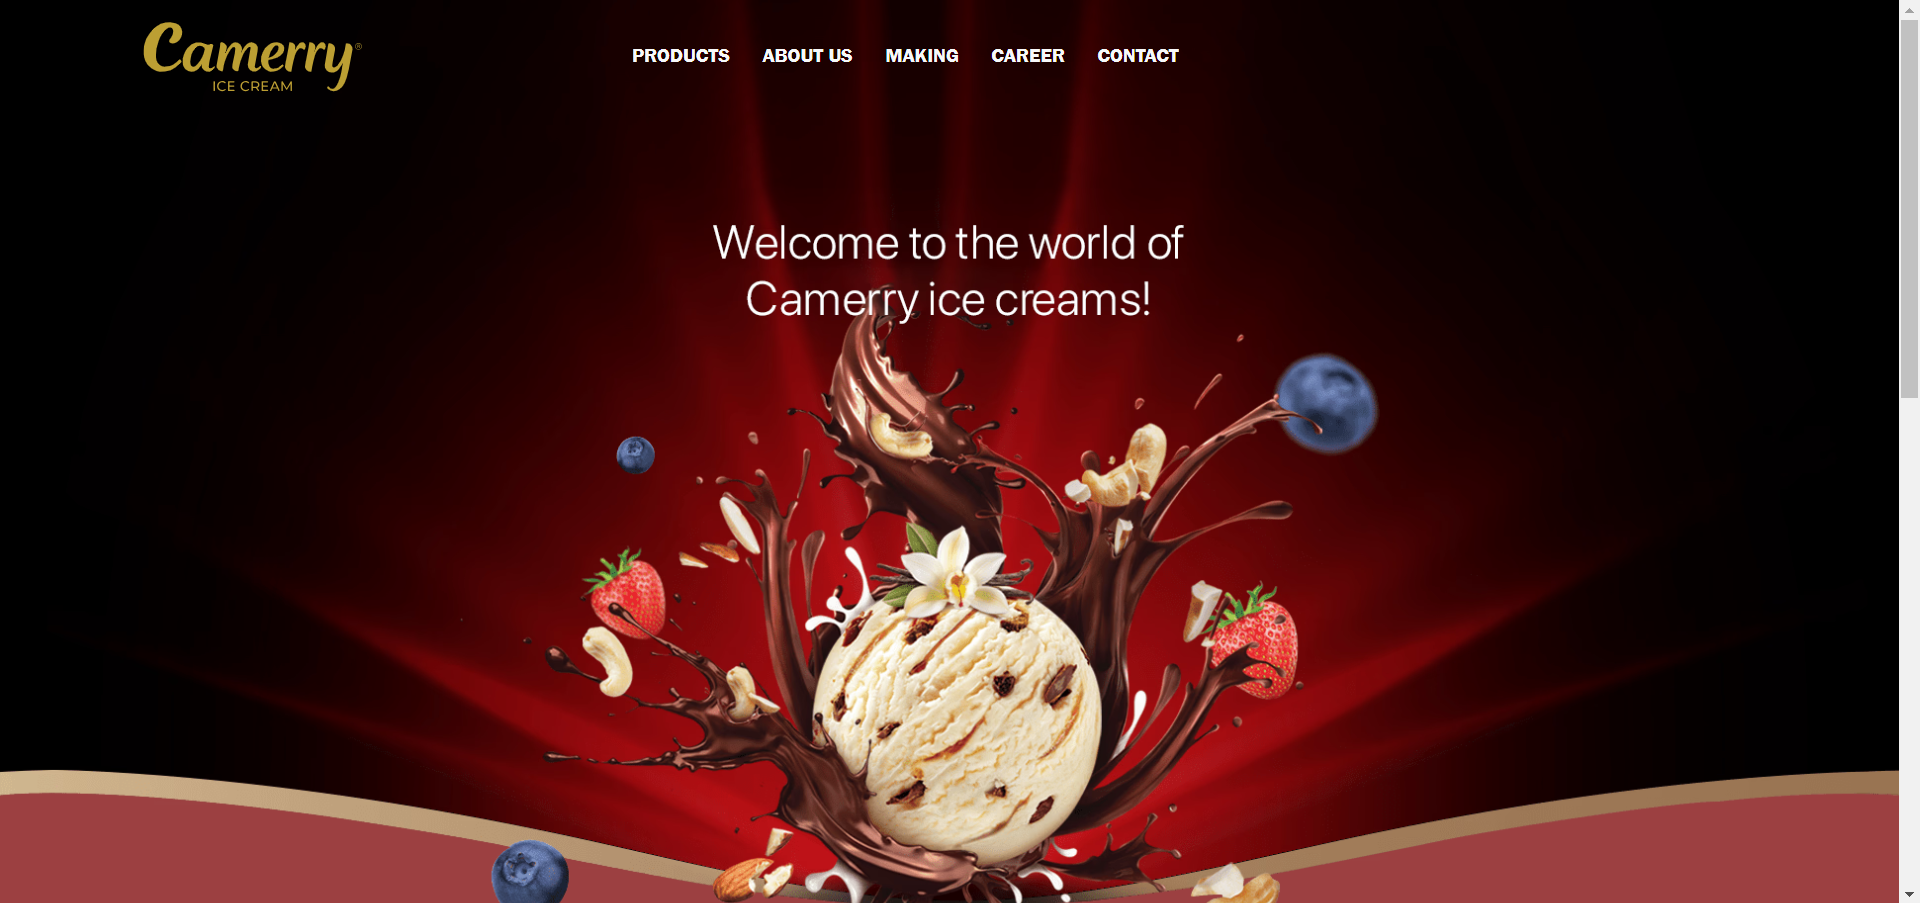 Camerry®
ICE CREAM
PRODUCTS ABOUT US MAKING CAREER CONTACT
Welcome to the world of
Camerry ice creams!